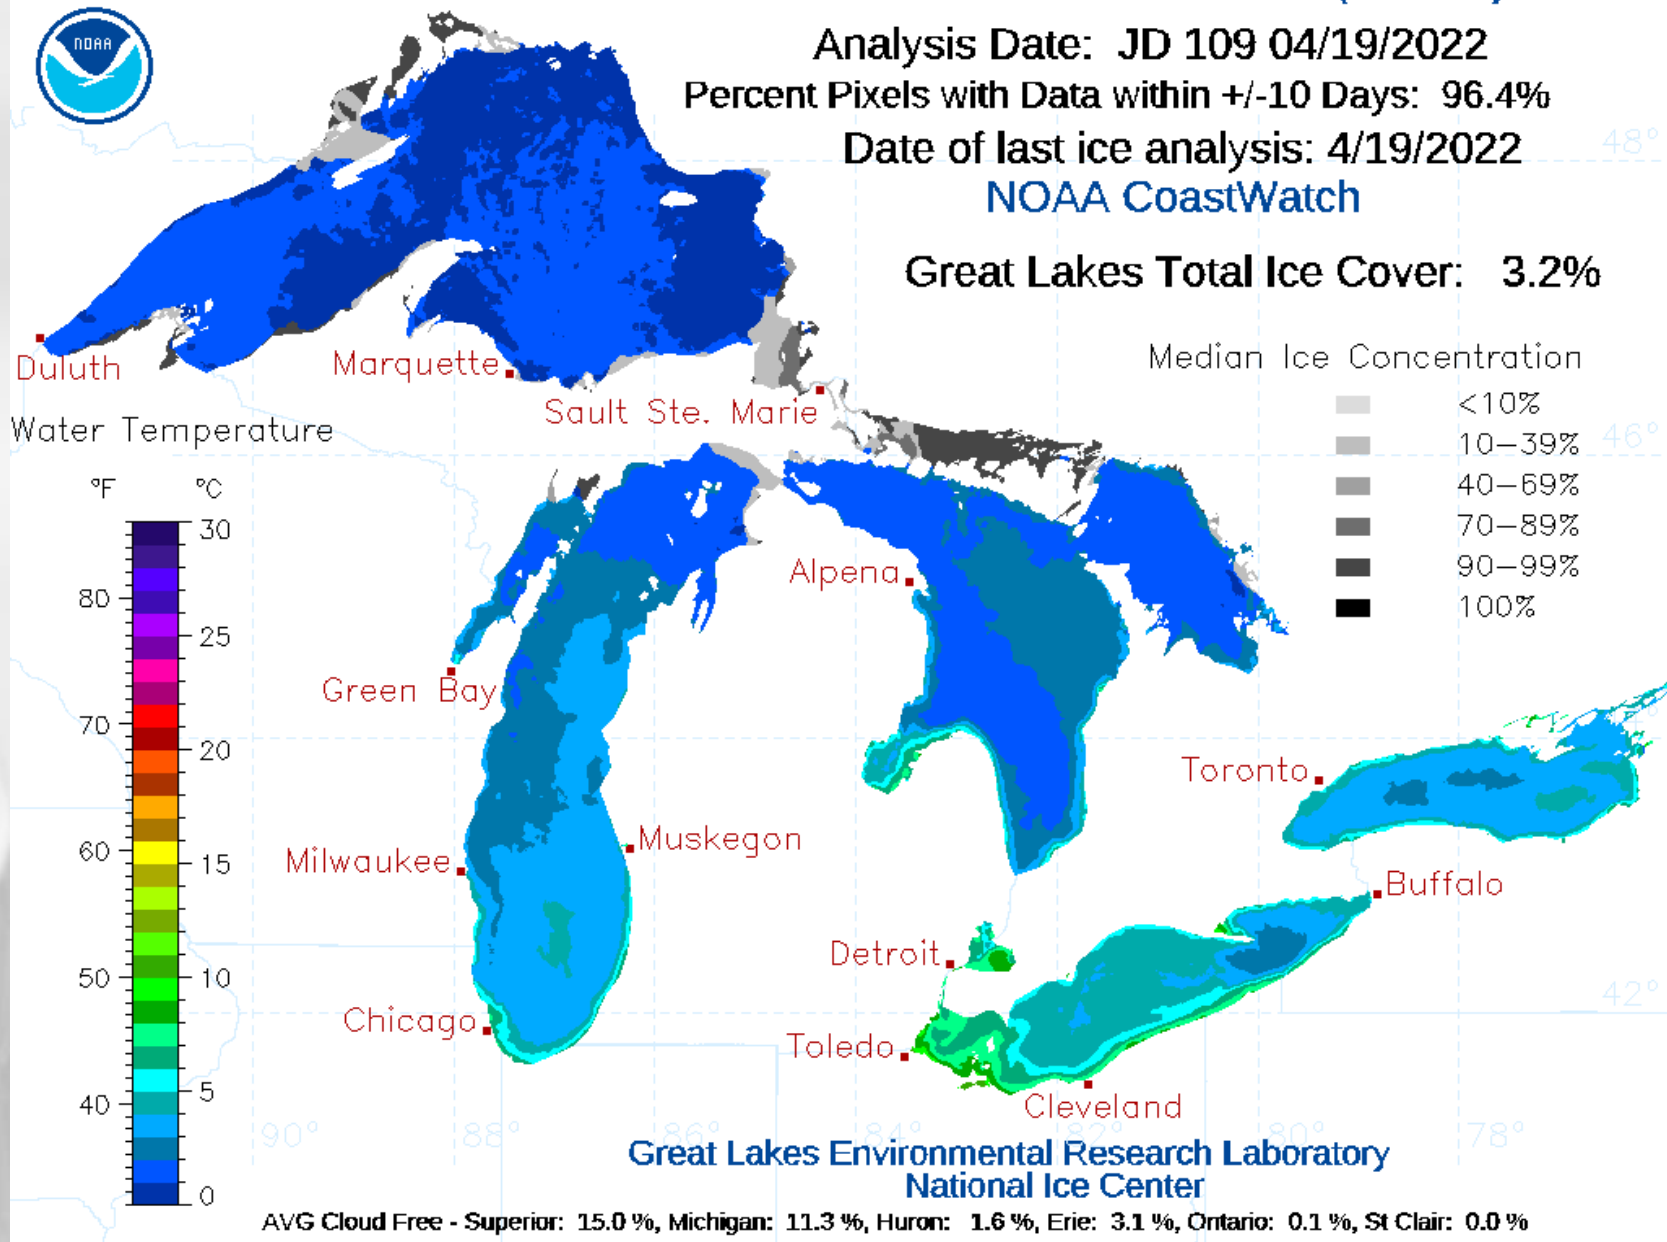 NOAA
Analysis Date: JD 109 04/19/2022
Percent Pixels with Data within +/-10 Days: 96.4%
Date of last ice analysis: 4/19/2022
NOAA CoastWatch
48°
Great Lakes Total Ice Cover: 3.2%
Duluth
Marquette
Sault Ste. Marie
Median Ice Concentration
<10%
10-39%
40-69%
70-89%
90-99%
100%
46°
Water Temperature
°F °C
30
80
25
70
20
60
15
50
10
40
5
0
Alpena
Green Bay
Toronto
Milwaukee
Muskegon
Buffalo
Detroit
Chicago
Toledo
Cleveland
42°
90° 88° 86° 84° 82° 80° 78°
Great Lakes Environmental Research Laboratory
National Ice Center
AVG Cloud Free - Superior: 15.0 %, Michigan: 11.3 %, Huron: 1.6 %, Erie: 3.1 %, Ontario: 0.1 %, St Clair: 0.0 %